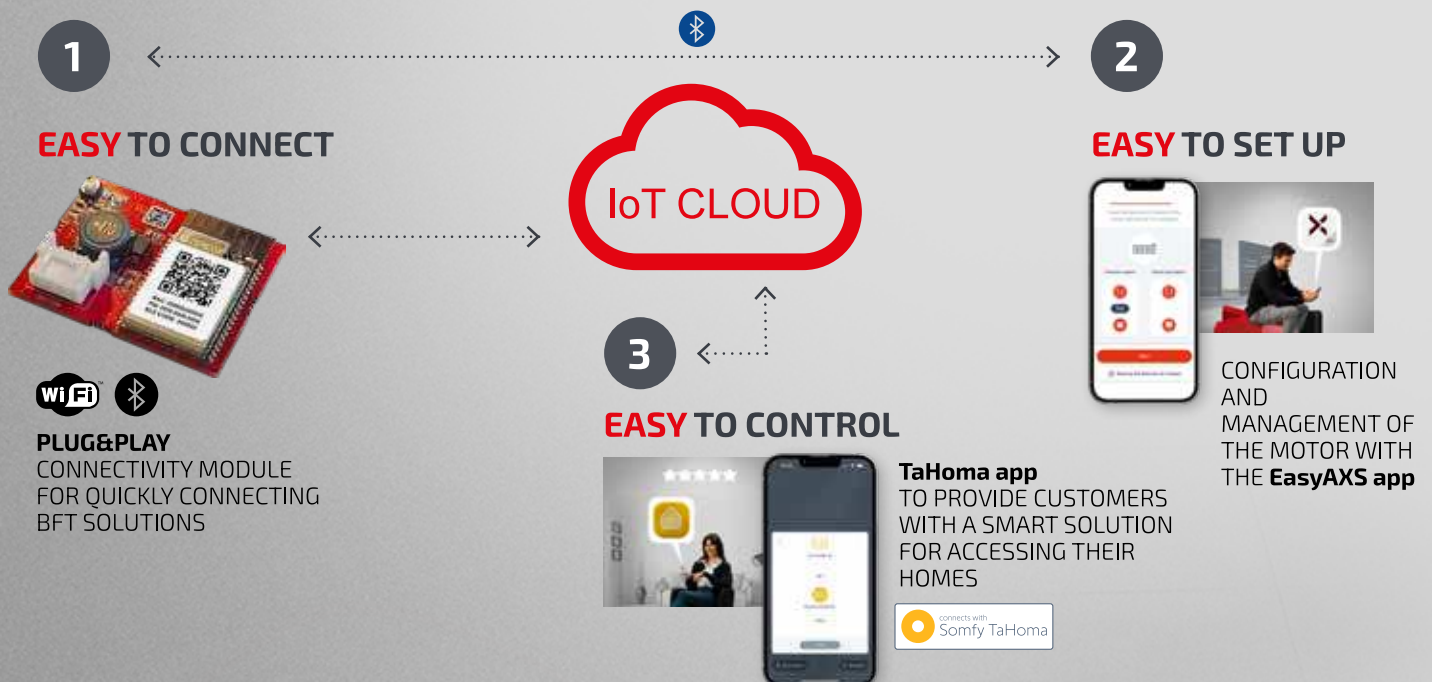 1
EASY TO CONNECT
WiFi
PLUG&PLAY
CONNECTIVITY MODULE
FOR QUICKLY CONNECTING
BFT SOLUTIONS
IoT CLOUD
2
EASY TO SET UP
CONFIGURATION
AND
MANAGEMENT OF
THE MOTOR WITH
THE EasyAXS app
3
EASY TO CONTROL
TaHoma app
TO PROVIDE CUSTOMERS
WITH A SMART SOLUTION
FOR ACCESSING THEIR
HOMES
connects with
Somfy TaHoma